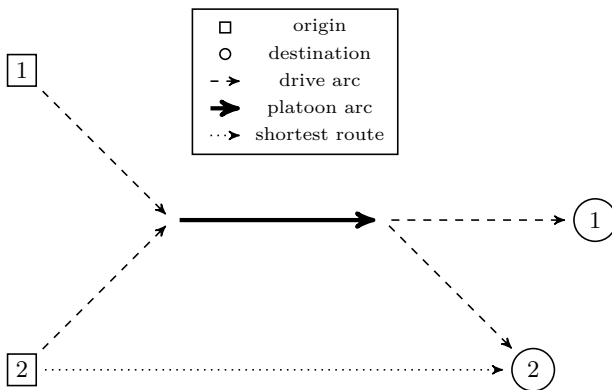 origin
destination
drive arc
platoon arc
shortest route
1
1
2
2